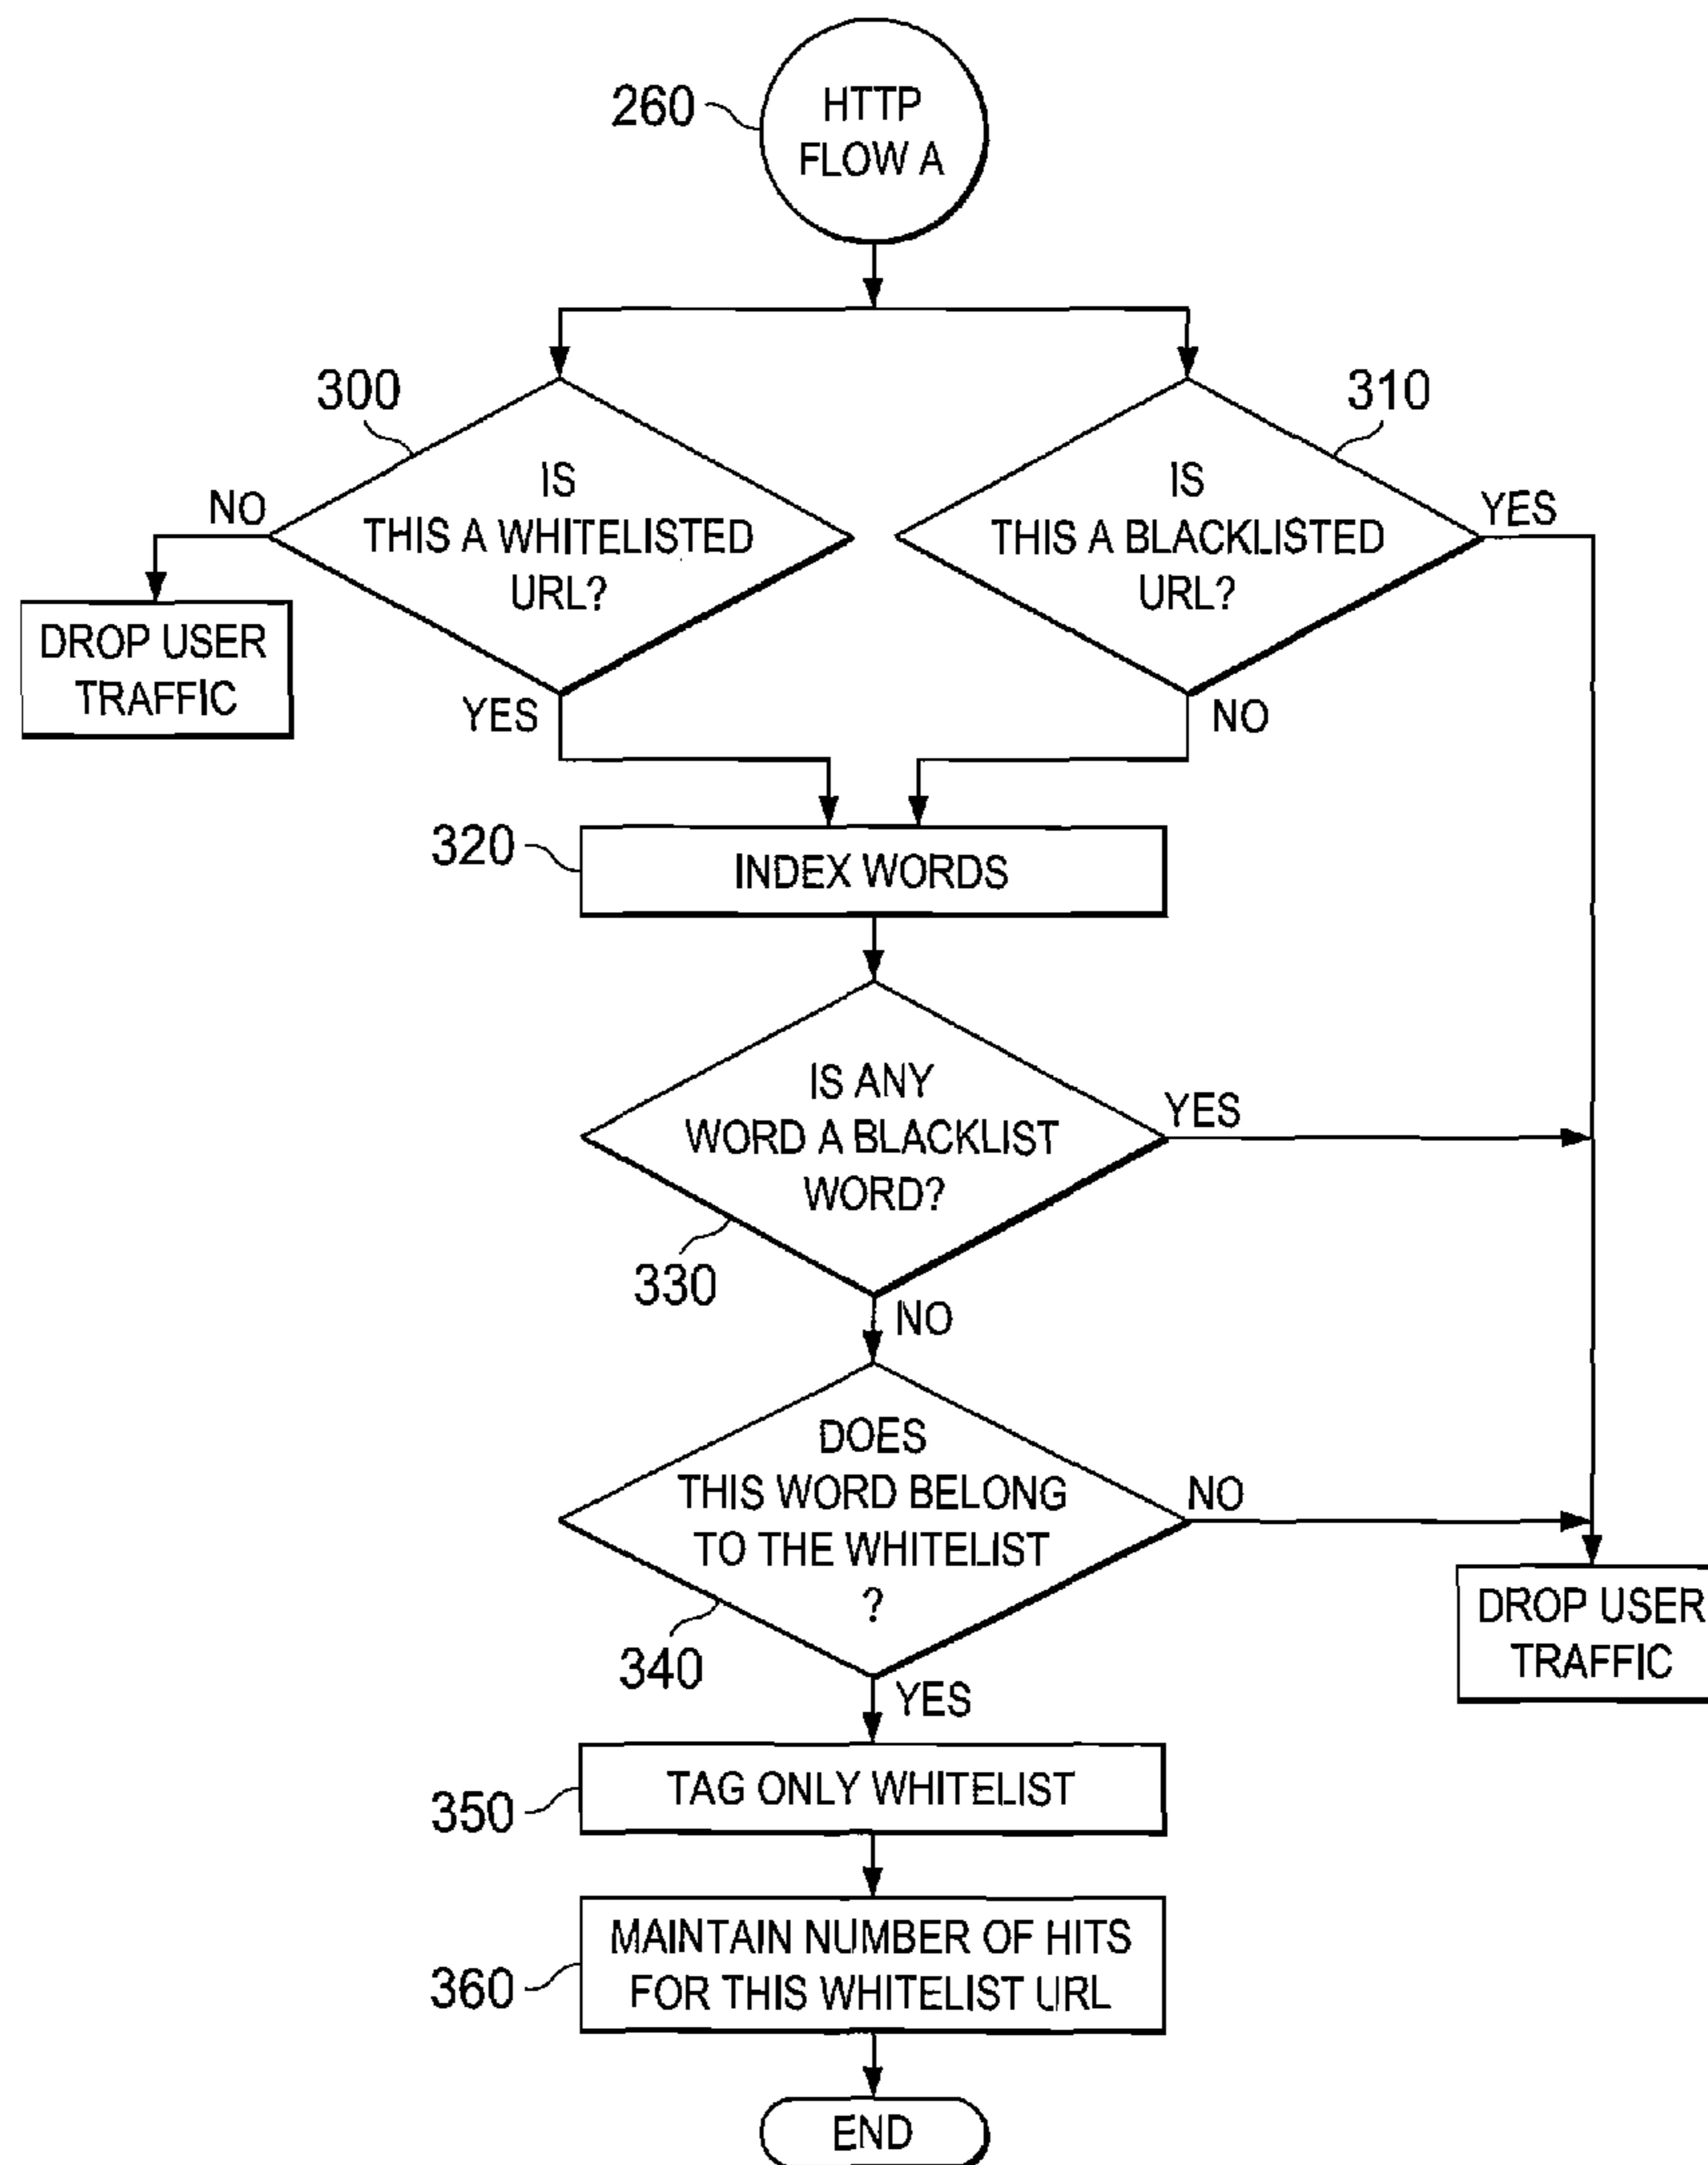 260
HTTP
FLOW A
300
310
IS
THIS A WHITELISTED
URL?
IS
THIS A BLACKLISTED
URL?
NO
YES
DROP USER
TRAFFIC
YES
NO
320
INDEX WORDS
IS ANY
WORD A BLACKLIST
WORD?
YES
330
NO
DOES
THIS WORD BELONG
TO THE WHITELIST
?
NO
340
DROP USER
TRAFFIC
YES
350
TAG ONLY WHITELIST
360
MAINTAIN NUMBER OF HITS
FOR THIS WHITELIST URL
END